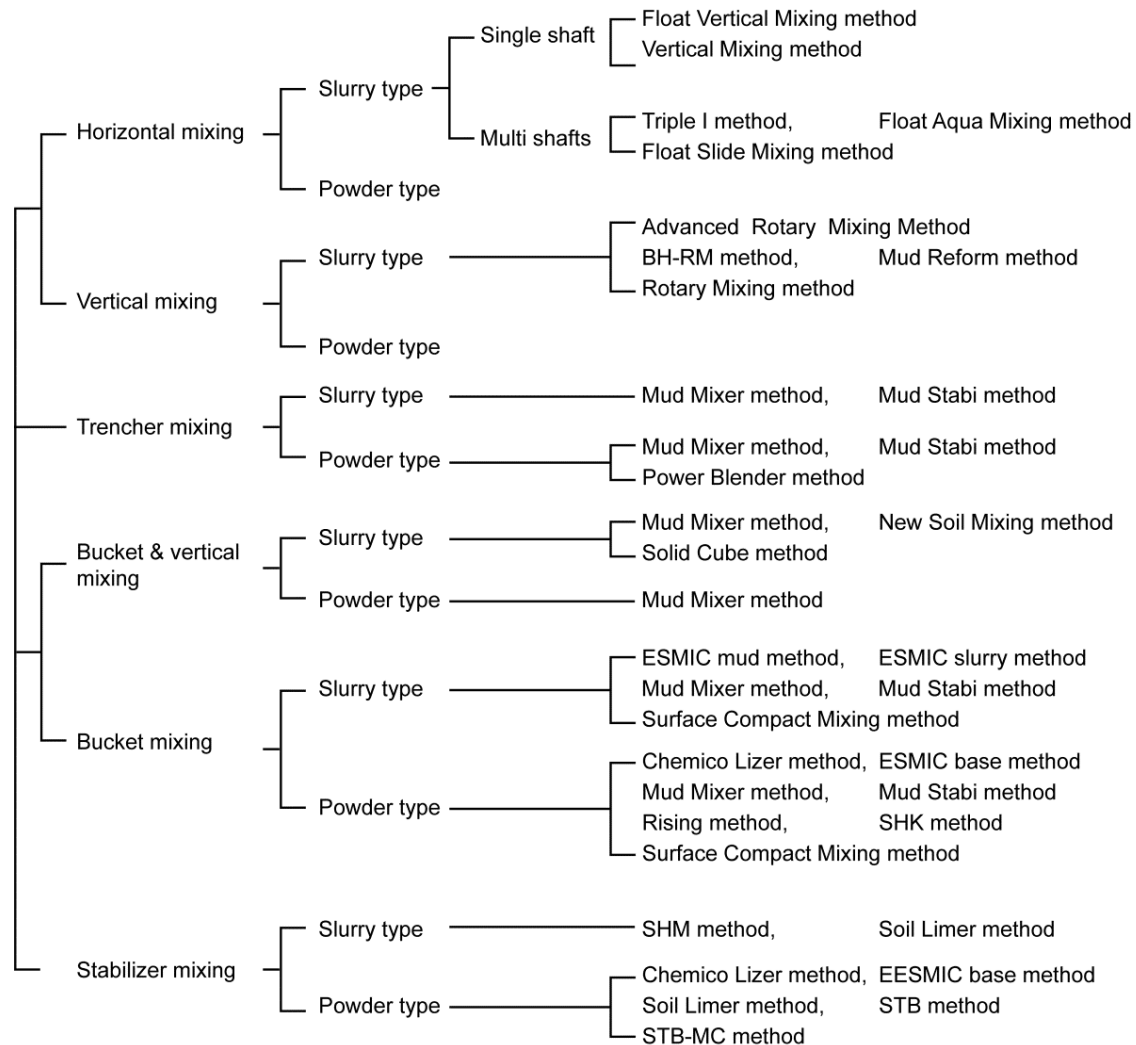 Float Vertical Mixing method
Single shaft
Vertical Mixing method
Slurry type
Horizontal mixing
Triple I method, Float Aqua Mixing method
Multi shafts
Float Slide Mixing method
Powder type
Advanced Rotary Mixing Method
Slurry type
BH-RM method, Mud Reform method
Rotary Mixing method
Vertical mixing
Powder type
Slurry type
Mud Mixer method, Mud Stabi method
Trencher mixing
Mud Mixer method, Mud Stabi method
Powder type
Power Blender method
Mud Mixer method, New Soil Mixing method
Slurry type
Solid Cube method
Bucket & vertical
mixing
Powder type
Mud Mixer method
ESMIC mud method, ESMIC slurry method
Slurry type
Mud Mixer method, Mud Stabi method
Surface Compact Mixing method
Bucket mixing
Chemico Lizer method, ESMIC base method
Mud Mixer method, Mud Stabi method
Powder type
Rising method, SHK method
Surface Compact Mixing method
Slurry type
SHM method, Soil Limer method
Stabilizer mixing
Chemico Lizer method, EESMIC base method
Powder type
Soil Limer method, STB method
STB-MC method